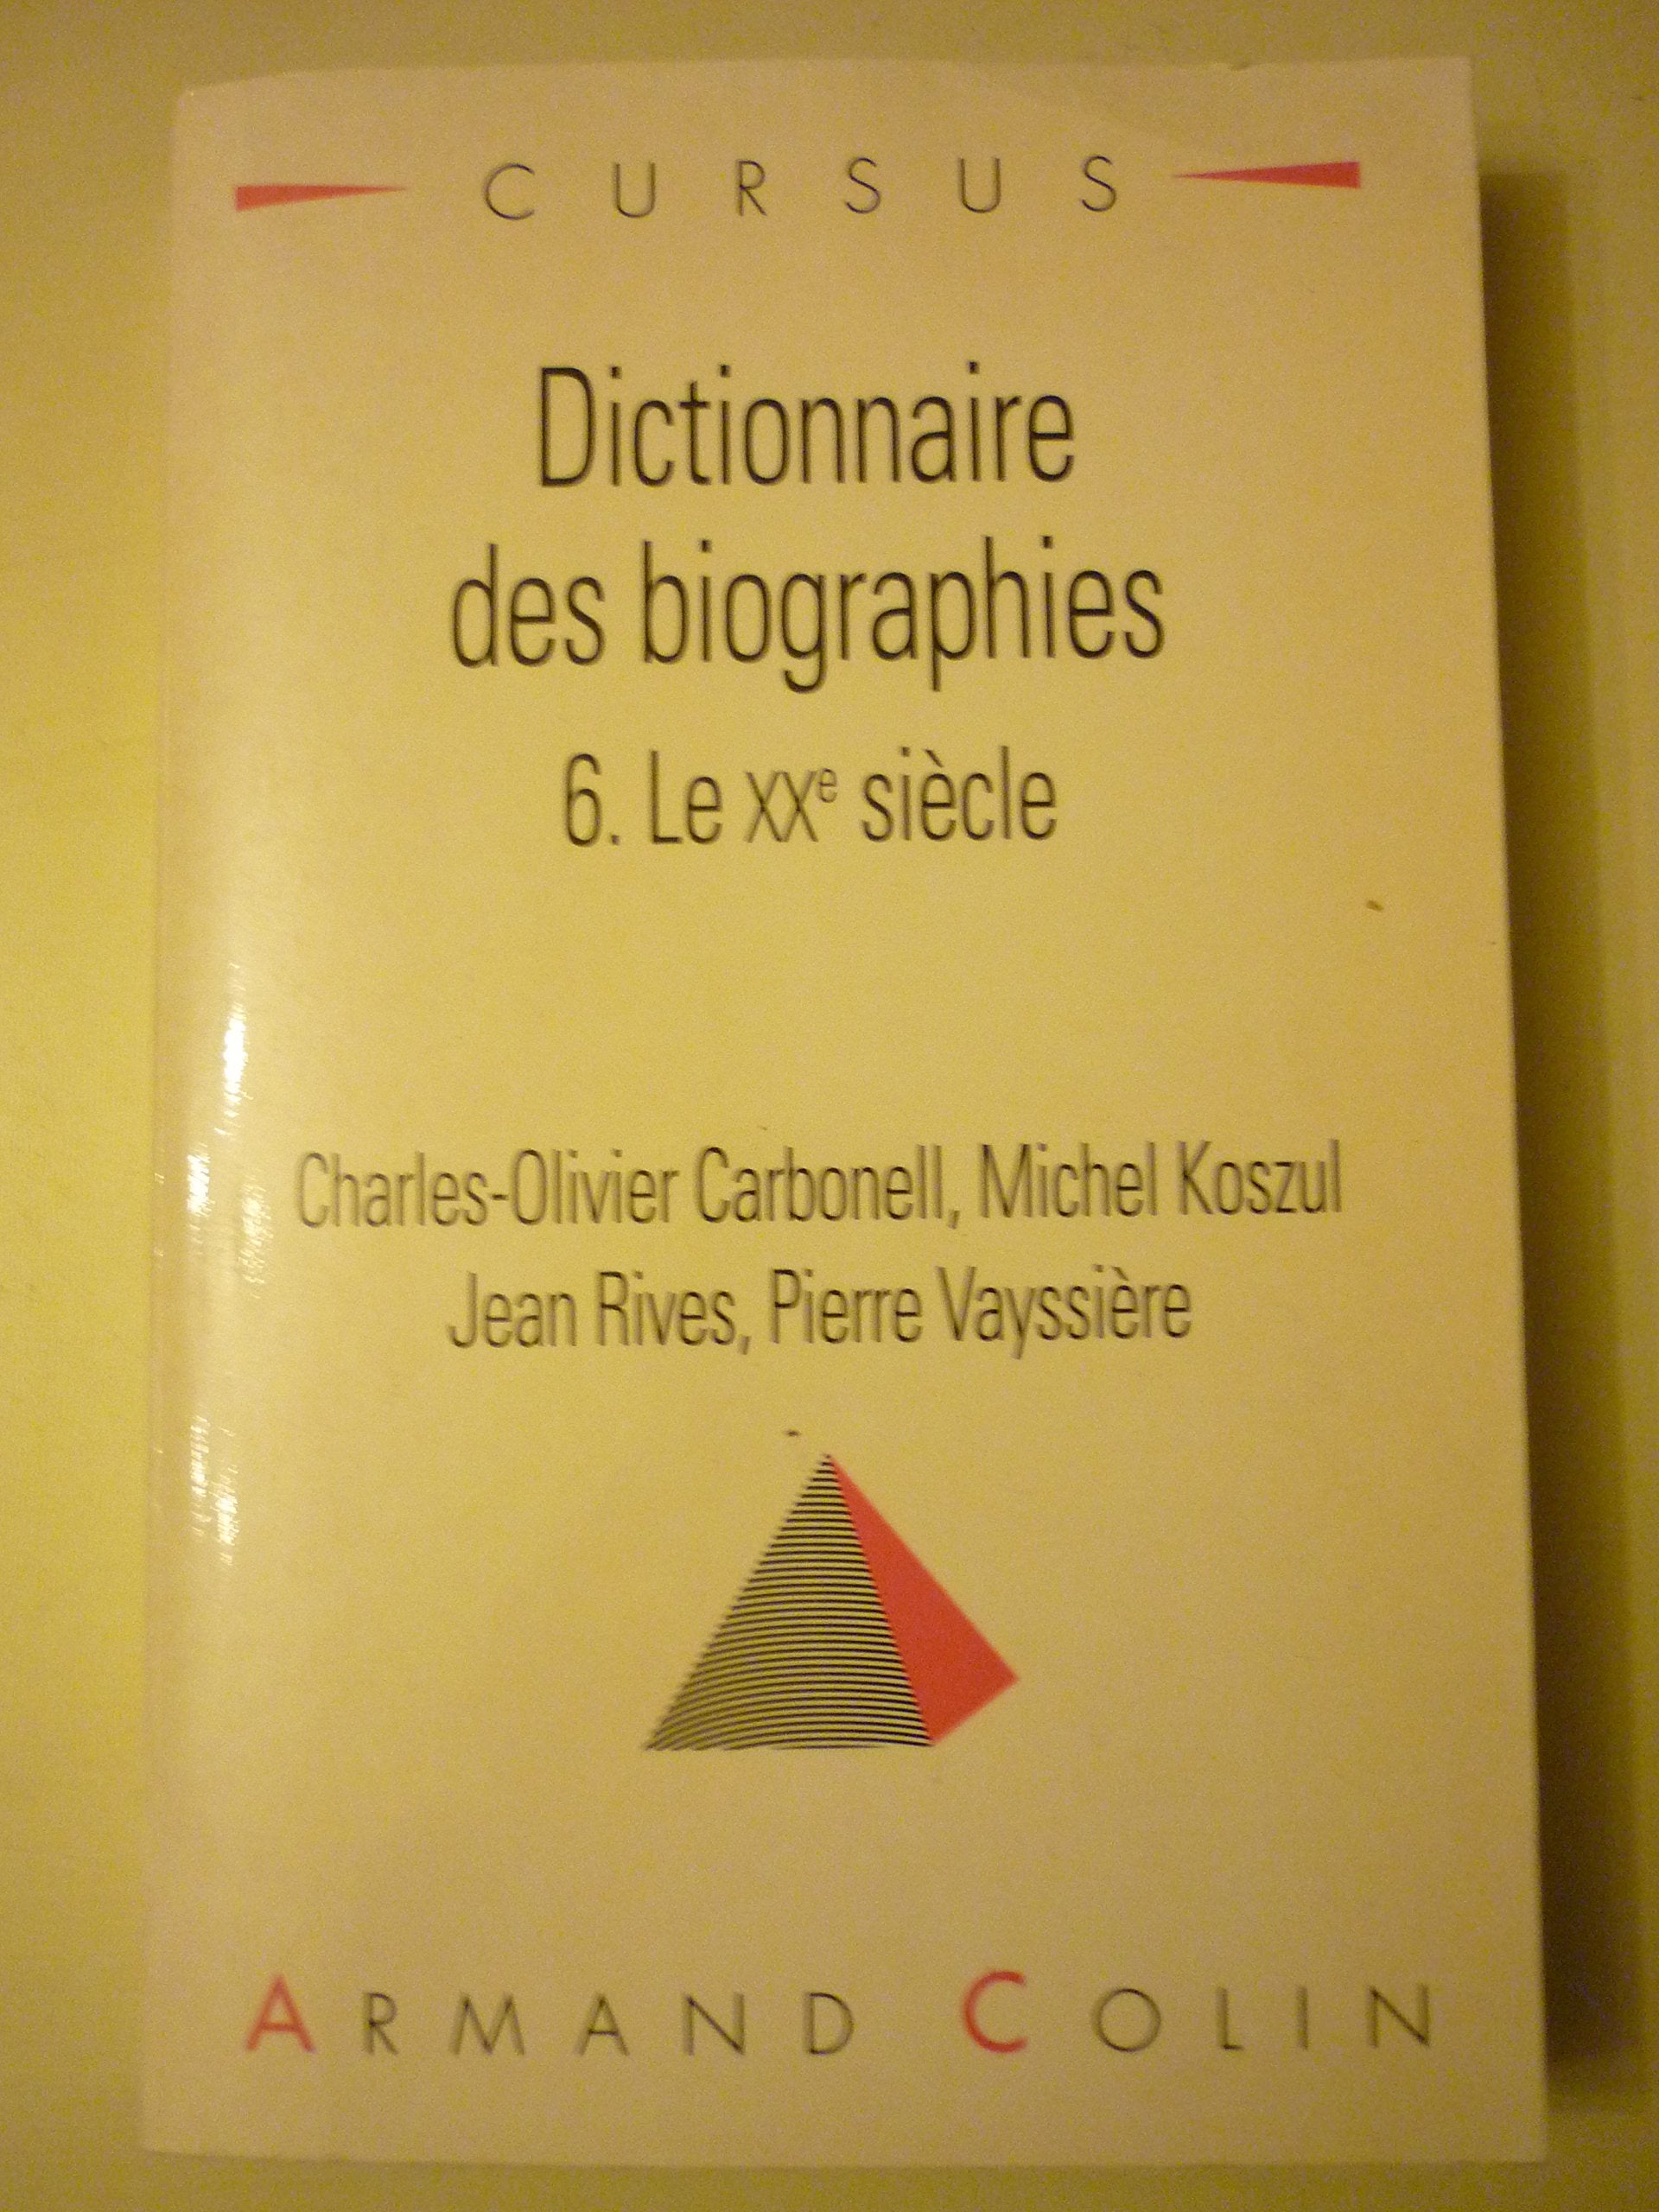 CURSUS
Dictionnaire
des biographies
6. Le XXe siècle
Charles-Olivier Carbonell, Michel Koszul
Jean Rives, Pierre Vayssière
ARMAND COLIN